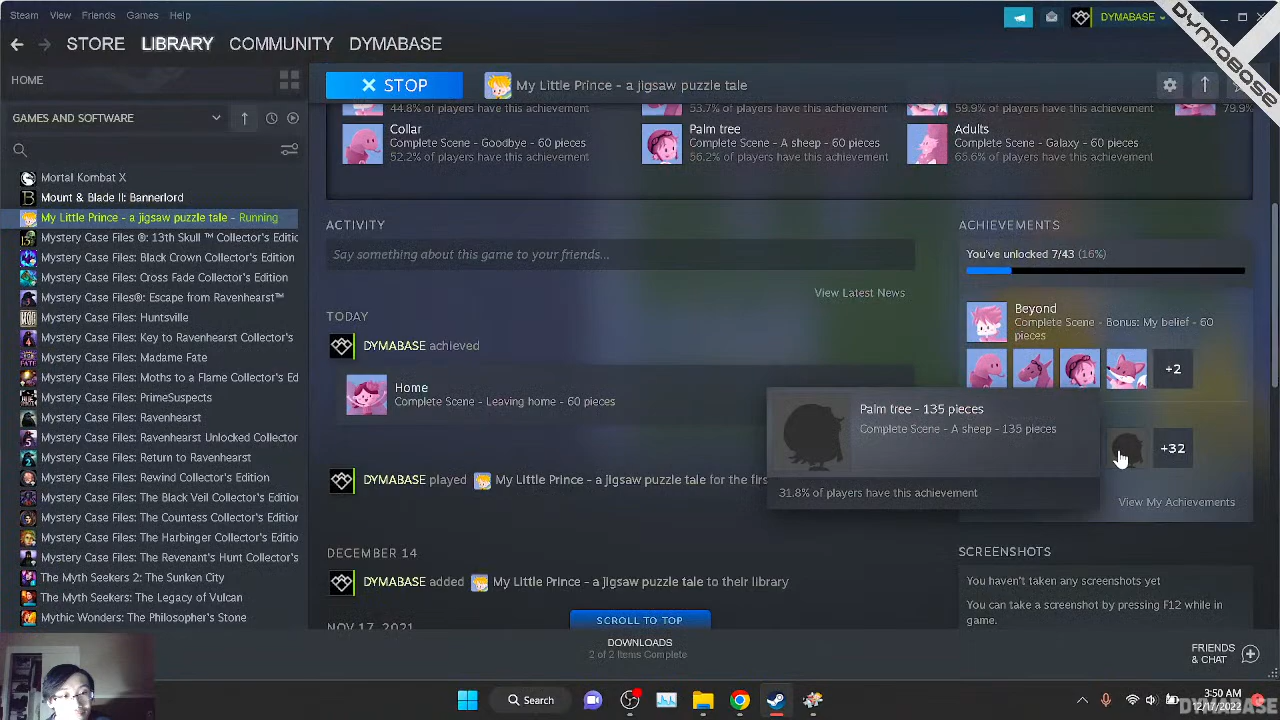 Steam View Friends Games Help
DYMABASE
STORE LIBRARY COMMUNITY DYMABASE
DYMABASE
HOME
STOP
My Little Prince - a jigsaw puzzle tale
GAMES AND SOFTWARE
Mortal Kombat X
Mount & Blade II: Bannerlord
My Little Prince - a jigsaw puzzle tale - Running
Mystery Case Files ®: 13th Skull ™ Collector's Editic
Mystery Case Files: Black Crown Collector's Edition
Mystery Case Files: Cross Fade Collector's Edition
Mystery Case Files®: Escape from Ravenhearst™
Mystery Case Files: Huntsville
Mystery Case Files: Key to Ravenhearst Collector's
Mystery Case Files: Madame Fate
Mystery Case Files: Moths to a Flame Collector's Ed
Mystery Case Files: PrimeSuspects
Mystery Case Files: Ravenhearst
Mystery Case Files: Ravenhearst Unlocked Collector'
Mystery Case Files: Return to Ravenhearst
Mystery Case Files: Rewind Collector's Edition
Mystery Case Files: The Black Veil Collector's Editio
Mystery Case Files: The Countess Collector's Editio
Mystery Case Files: The Harbinger Collector's Editio
Mystery Case Files: The Revenant's Hunt Collector's
The Myth Seekers 2: The Sunken City
The Myth Seekers: The Legacy of Vulcan
Mythic Wonders: The Philosopher's Stone
44.8% of players have this achievement
53.7% of players have this achievement
59.9% of players have this achievement
79.9%
Collar
Complete Scene - Goodbye - 60 pieces
52.2% of players have this achievement
Palm tree
Complete Scene - A sheep - 60 pieces
56.2% of players have this achievement
Adults
Complete Scene - Galaxy - 60 pieces
65.6% of players have this achievement
ACTIVITY
Say something about this game to your friends...
View Latest News
TODAY
DYMABASE achieved
Home
Complete Scene - Leaving home - 60 pieces
DYMABASE played My Little Prince - a jigsaw puzzle tale for the firs
DECEMBER 14
DYMABASE added My Little Prince - a jigsaw puzzle tale to their library
NOV 17, 2021
SCROLL TO TOP
ACHIEVEMENTS
You've unlocked 7/43 (16%)
Beyond
Complete Scene - Bonus: My belief - 60
pieces
+2
Palm tree - 135 pieces
Complete Scene - A sheep - 135 pieces
31.8% of players have this achievement
+32
View My Achievements
SCREENSHOTS
You haven't taken any screenshots yet
You can take a screenshot by pressing F12 while in
game.
DOWNLOADS
2 of 2 Items Complete
FRIENDS
& CHAT
Search
3:50 AM
12/17/2022
DYMABASE